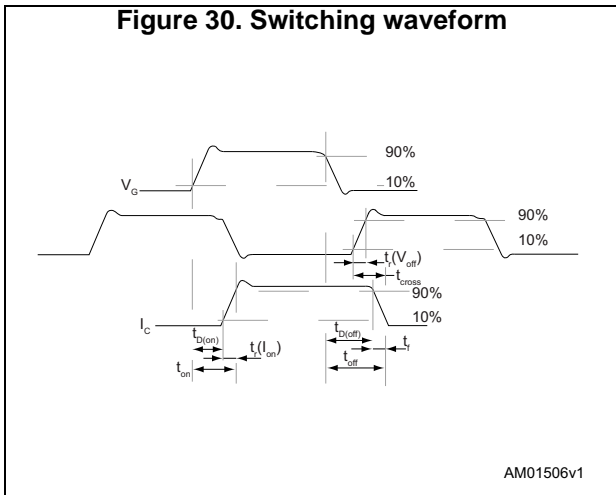 Figure 30. Switching waveform
90%
V_G
10%
90%
10%
t_r(V_off)
t_cross
90%
I_C
10%
t_D(on)
t_D(off)
t_f
t_r(I_on)
t_on
t_off
AM01506v1